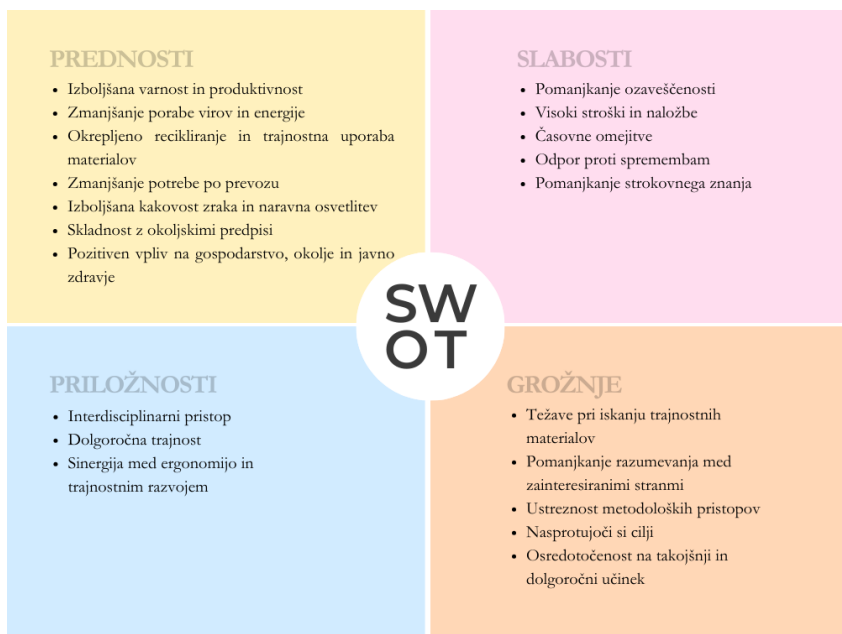 PREDNOSTI
Izboljšana varnost in produktivnost
Zmanjšanje porabe virov in energije
Okrepljeno recikliranje in trajnostna uporaba
materialov
Zmanjšanje potrebe po prevozu
Izboljšana kakovost zraka in naravna osvetlitev
Skladnost z okoljskimi predpisi
Pozitiven vpliv na gospodarstvo, okolje in javno
zdravje
SLABOSTI
Pomanjkanje ozaveščenosti
Visoki stroški in naložbe
Časovne omejitve
Odpor proti spremembam
Pomanjkanje strokovnega znanja
SW
OT
PRILOŽNOSTI
Interdisciplinarni pristop
Dolgoročna trajnost
Sinergija med ergonomijo in
trajnostnim razvojem
GROŽNJE
Težave pri iskanju trajnostnih
materialov
Pomanjkanje razumevanja med
zainteresiranimi stranmi
Ustreznost metodoloških pristopov
Nasprotujoči si cilji
Osredotočenost na takojšnji in
dolgoročni učinek